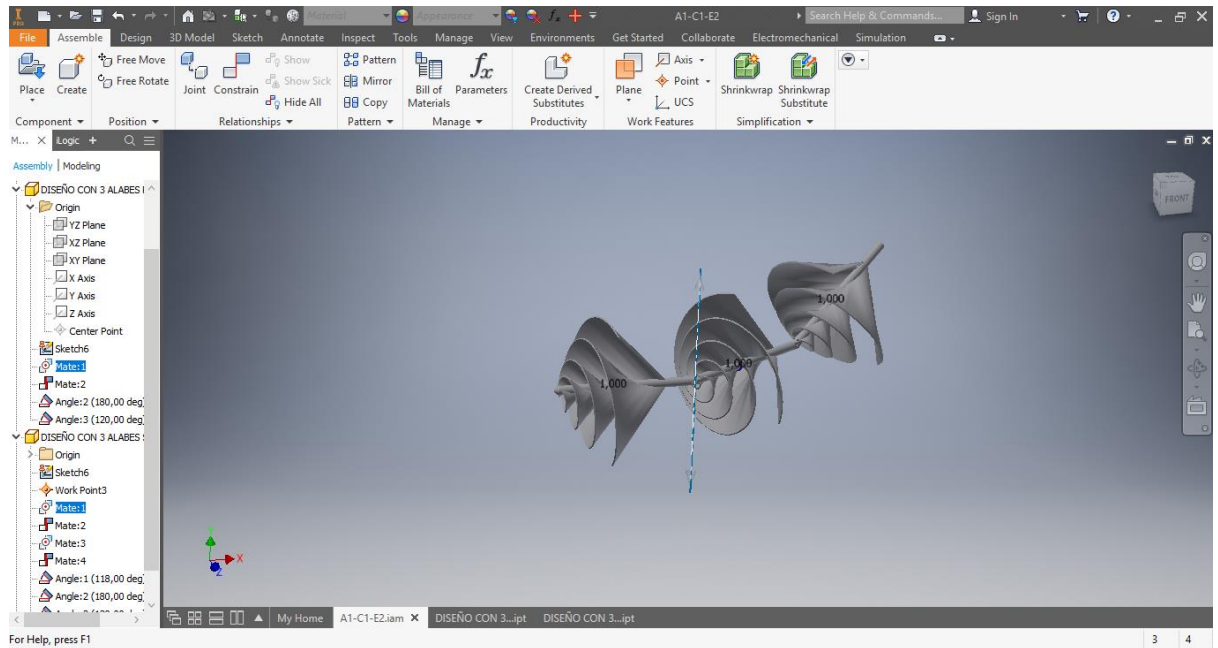 PRO
Material
Appearance
A1-C1-E2
Search Help & Commands...
Sign In
File Assemble Design 3D Model Sketch Annotate Inspect Tools Manage View Environments Get Started Collaborate Electromechanical Simulation
Place
Create
Free Move
Free Rotate
Component
Position
Joint
Constrain
Show
Show Sick
Hide All
Relationships
Pattern
Mirror
Copy
Pattern
Bill of
Materials
fx
Parameters
Manage
Create Derived
Substitutes
Productivity
Plane
Axis
Point
UCS
Work Features
Shrinkwrap
Shrinkwrap
Substitute
Simplification
M... X iLogic +
Assembly | Modeling
DISEÑO CON 3 ALABES
Origin
YZ Plane
XZ Plane
XY Plane
X Axis
Y Axis
Z Axis
Center Point
Sketch6
Mate:1
Mate:2
Angle:2 (180,00 deg)
Angle:3 (120,00 deg)
DISEÑO CON 3 ALABES
Origin
Sketch6
Work Point3
Mate:1
Mate:2
Mate:3
Mate:4
Angle:1 (118,00 deg)
Angle:2 (180,00 deg)
FRONT
1,000
1,000
1,000
Y
X
Z
My Home
A1-C1-E2.iam
DISEÑO CON 3...ipt
DISEÑO CON 3...ipt
For Help, press F1
3 4